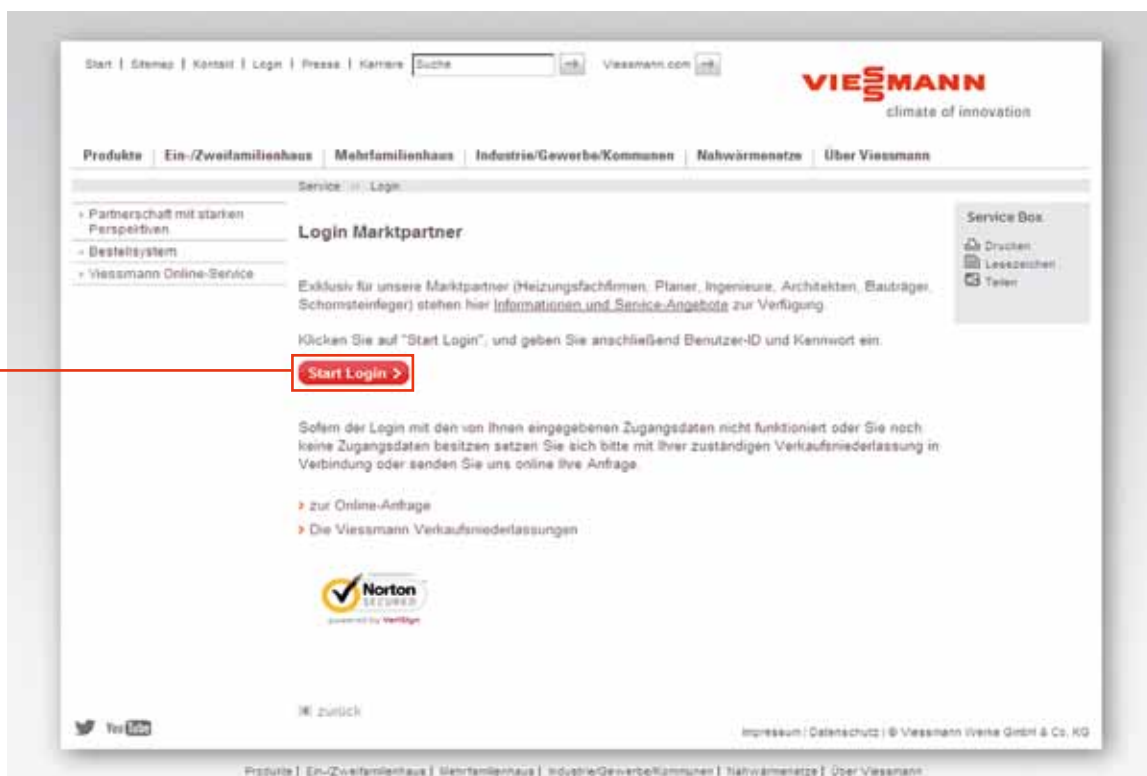 Start | Sitemap | Kontakt | Login | Presse | Karriere Suche Viessmann.com
VIESSMANN
climate of innovation
Produkte Ein-/Zweifamilienhaus Mehrfamilienhaus Industrie/Gewerbe/Kommunen Nahwärmenetze Über Viessmann
Service Login
Partnerschaft mit starken
Perspektiven
Bestellsystem
Viessmann Online-Service
Login Marktpartner
Exklusiv für unsere Marktpartner (Heizungsfachfirmen, Planer, Ingenieure, Architekten, Bauträger,
Schornsteinfeger) stehen hier Informationen und Service-Angebote zur Verfügung.
Klicken Sie auf "Start Login", und geben Sie anschließend Benutzer-ID und Kennwort ein.
Start Login >
Sofern der Login mit den von Ihnen eingegebenen Zugangsdaten nicht funktioniert oder Sie noch
keine Zugangsdaten besitzen setzen Sie sich bitte mit Ihrer zuständigen Verkaufsniederlassung in
Verbindung oder senden Sie uns online Ihre Anfrage.
zur Online-Anfrage
Die Viessmann Verkaufsniederlassungen
Norton
SECURED
powered by VeriSign
zurück
Service Box
Drucken
Lesezeichen
Teilen
YouTube
Impressum | Datenschutz | © Viessmann Werke GmbH & Co. KG
Produkte | Ein-/Zweifamilienhaus | Mehrfamilienhaus | Industrie/Gewerbe/Kommunen | Nahwärmenetze | Über Viessmann